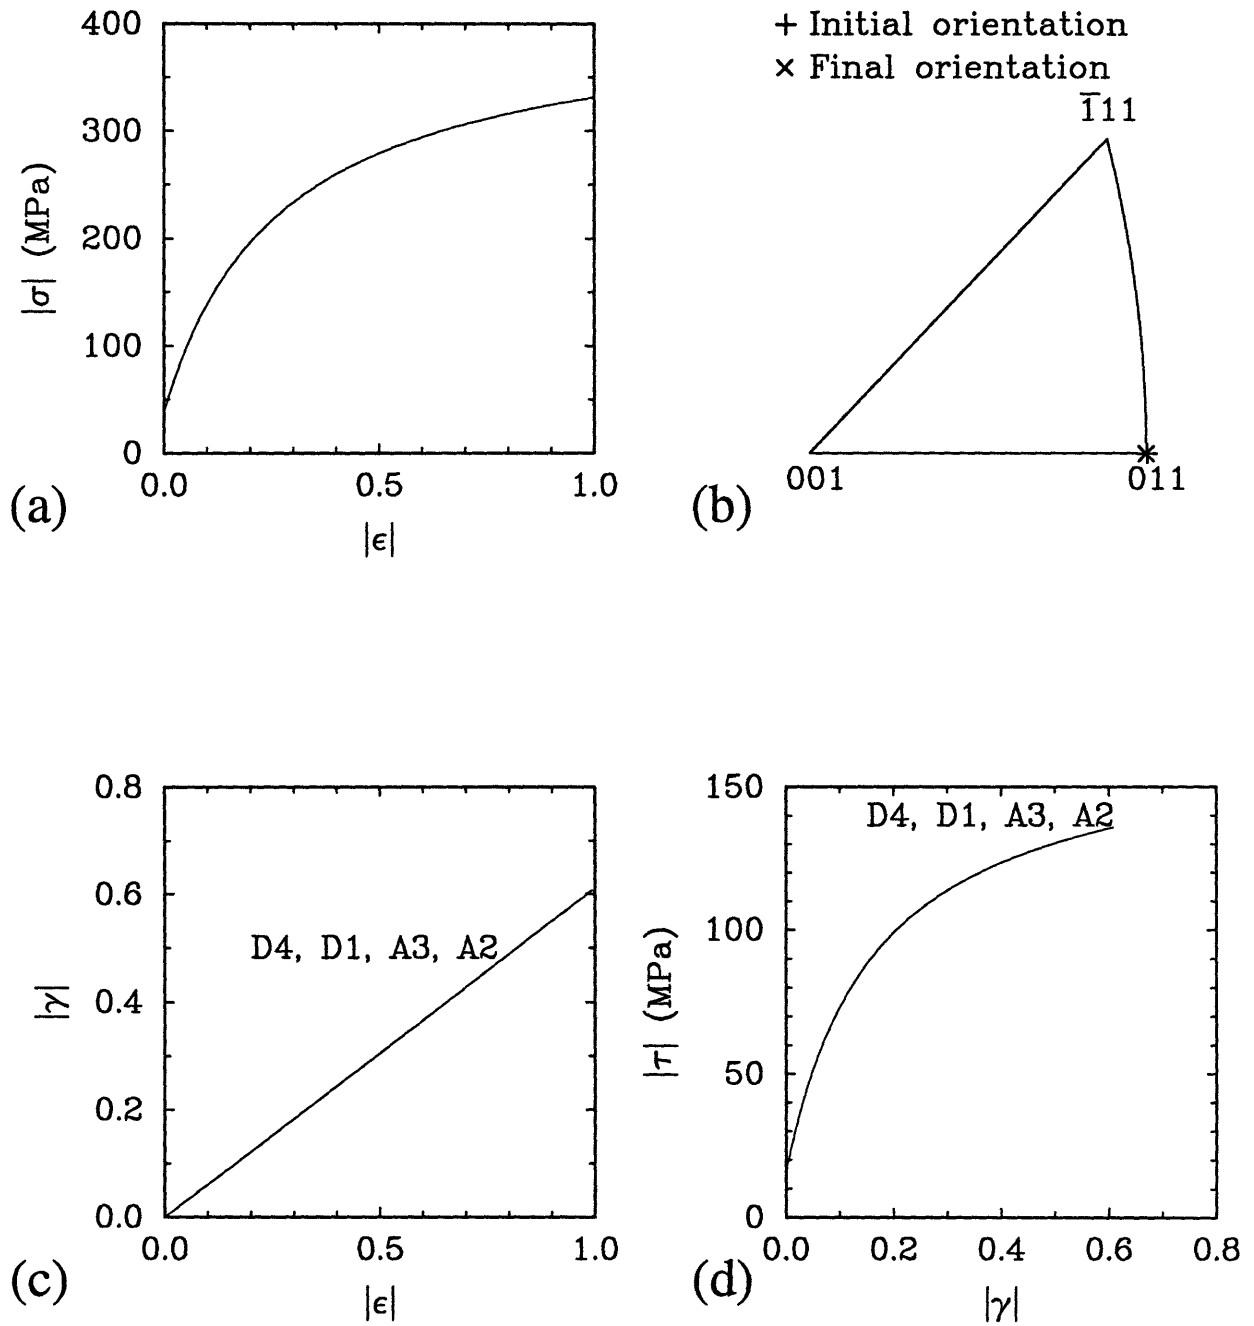 400
300
200
100
0
|σ| (MPa)
0.0 0.5 1.0
|ϵ|
(a)
+ Initial orientation
× Final orientation
1̅11
001 011
(b)
0.8
0.6
0.4
0.2
0.0
|γ|
D4, D1, A3, A2
0.0 0.5 1.0
|ϵ|
(c)
150
100
50
0
|τ| (MPa)
D4, D1, A3, A2
0.0 0.2 0.4 0.6 0.8
|γ|
(d)